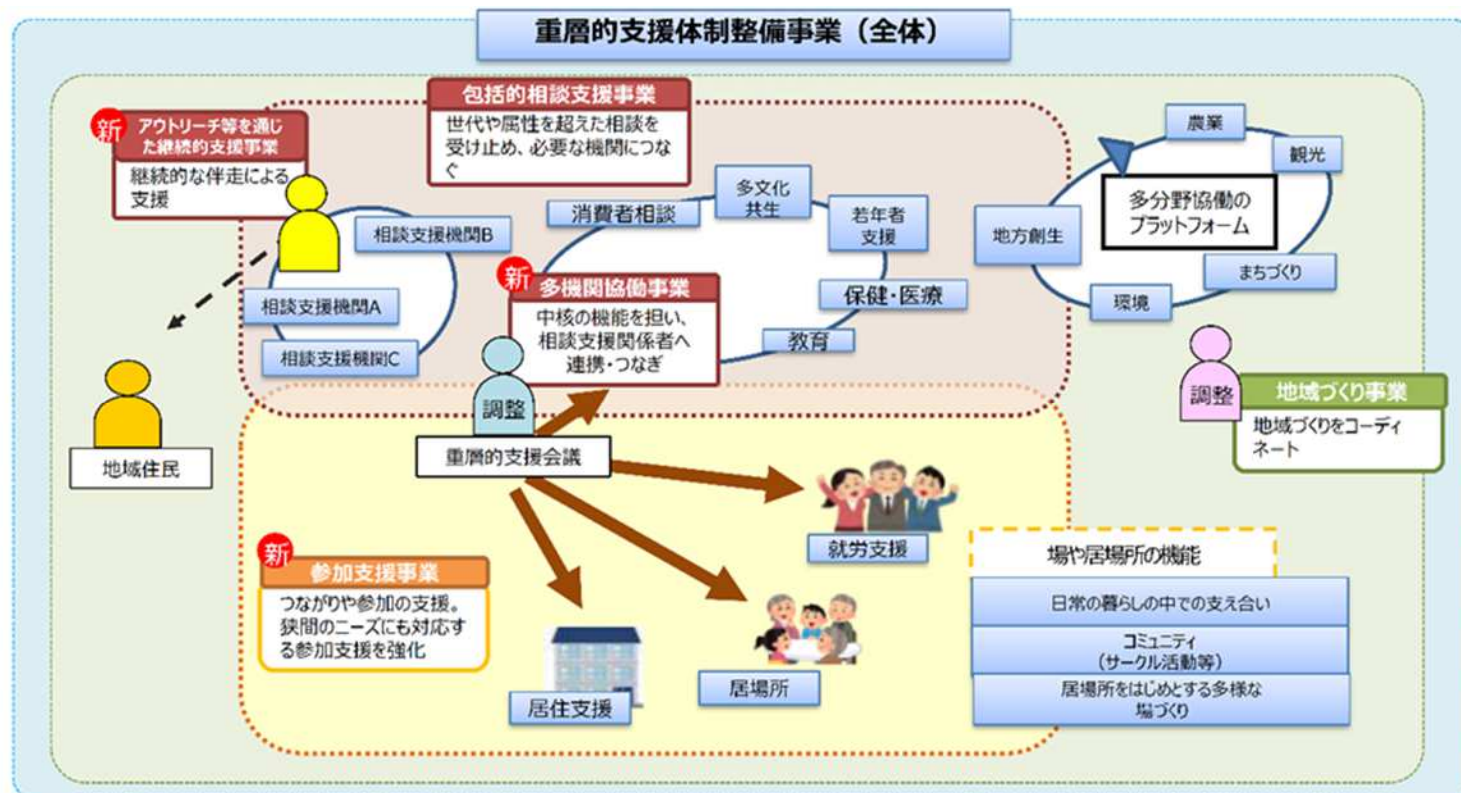 重層的支援体制整備事業（全体）
新
アウトリーチ等を通じ
た継続的支援事業
継続的な伴走による
支援
包括的相談支援事業
世代や属性を超えた相談を
受け止め、必要な機関につな
ぐ
相談支援機関B
相談支援機関A
相談支援機関C
消費者相談
多文化
共生
若年者
支援
保健・医療
教育
新
多機関協働事業
中核の機能を担い、
相談支援関係者へ
連携・つなぎ
農業
観光
多分野協働の
プラットフォーム
地方創生
まちづくり
環境
調整
地域づくり事業
地域づくりをコーディ
ネート
調整
重層的支援会議
地域住民
新
参加支援事業
つながりや参加の支援。
狭間のニーズにも対応す
る参加支援を強化
就労支援
居場所
居住支援
場や居場所の機能
日常の暮らしの中での支え合い
コミュニティ
（サークル活動等）
居場所をはじめとする多様な
場づくり